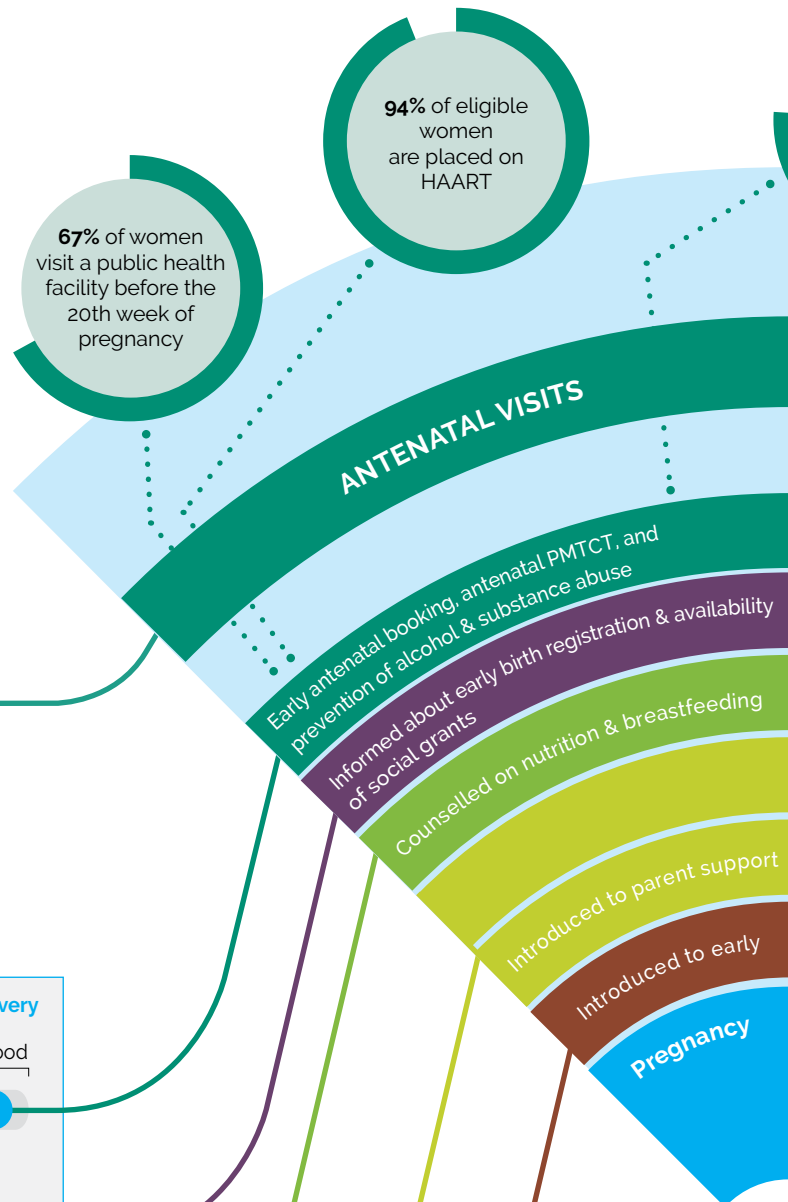 94% of eligible
women
are placed on
HAART
67% of women
visit a public health
facility before the
20th week of
pregnancy
ANTENATAL VISITS
Early antenatal booking, antenatal PMTCT, and
prevention of alcohol & substance abuse
Informed about early birth registration & availability
of social grants
Counselled on nutrition & breastfeeding
Introduced to parent support
Introduced to early
Pregnancy
very
ood